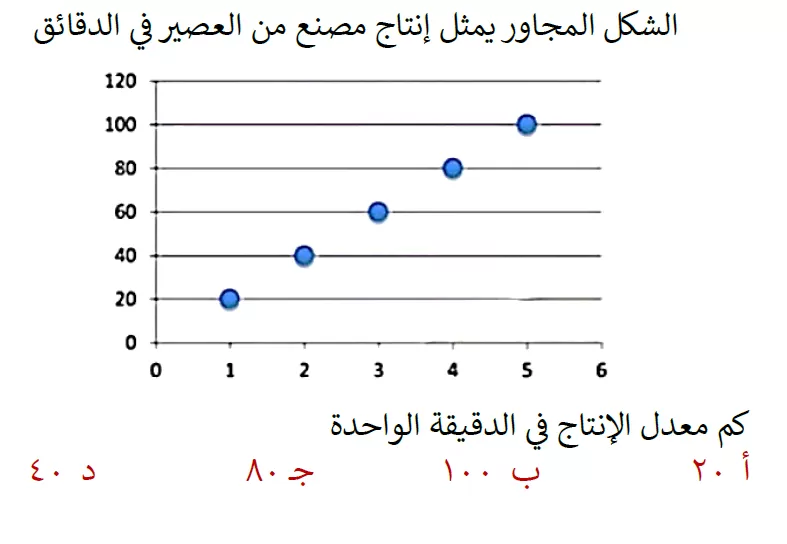 الشكل المجاور يمثل إنتاج مصنع من العصير في الدقائق
120
100
80
60
40
20
0
0 1 2 3 4 5 6
كم معدل الإنتاج في الدقيقة الواحدة
أ ٢٠ ب ١٠٠ جـ ٨٠ د ٤٠